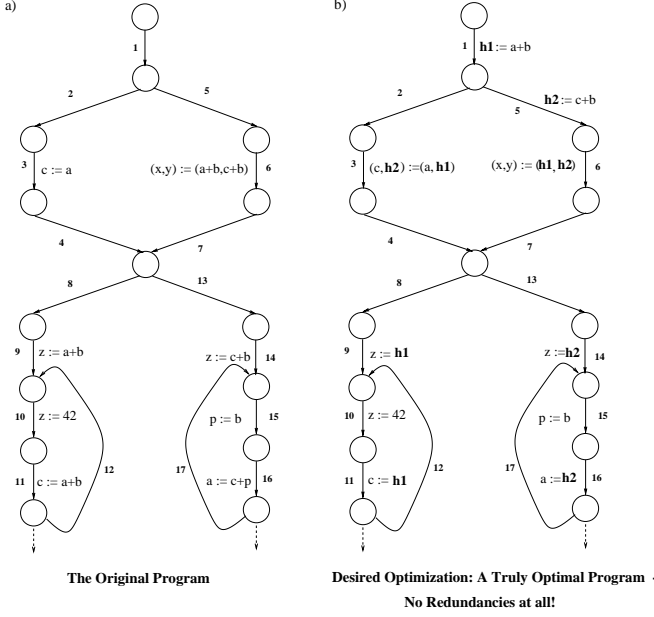 a)
b)
1
1 h1 := a+b
2
5
2
5
h2 := c+b
3 c := a
(x,y) := (a+b,c+b) 6
3 (c,h2) :=(a,h1)
(x,y) := (h1,h2) 6
4
7
4
7
8
13
8
13
9 z := a+b
z := c+b 14
9 z := h1
z :=h2 14
10 z := 42
p := b 15
10 z := 42
p := b 15
12
17
12
17
11 c := a+b
a := c+p 16
11 c := h1
a :=h2 16
The Original Program
Desired Optimization: A Truly Optimal Program -
No Redundancies at all!